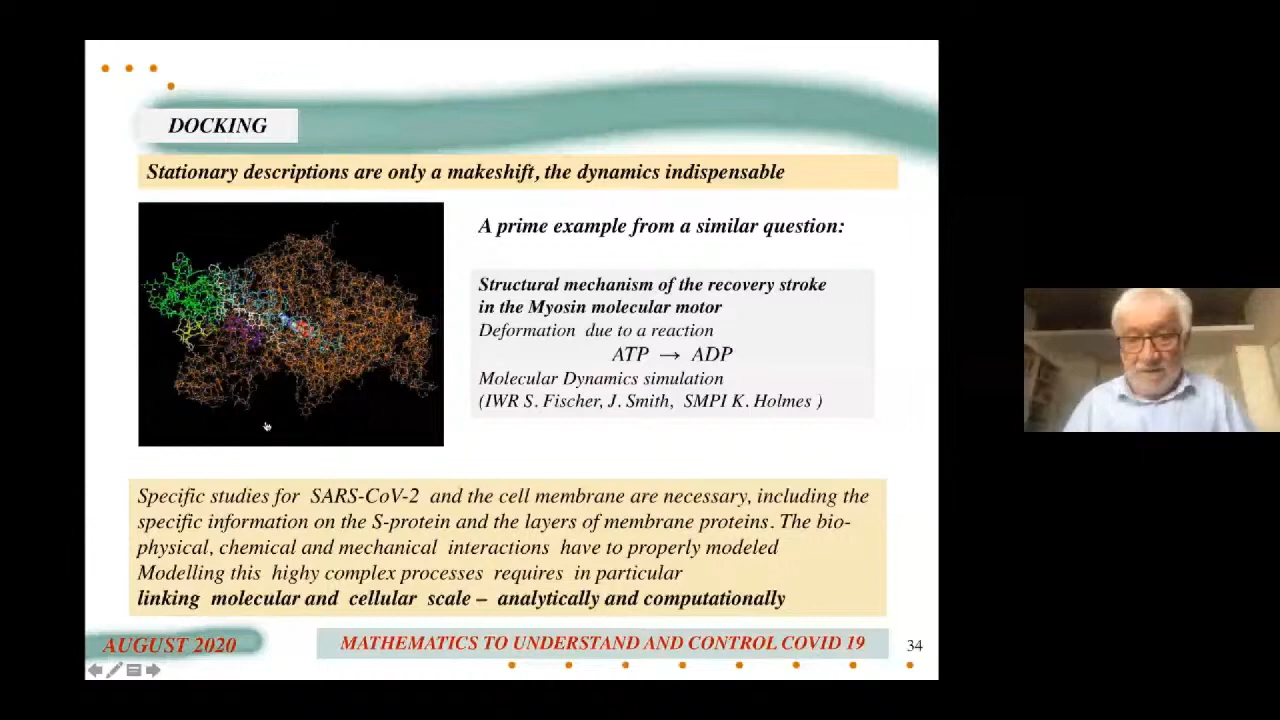 DOCKING
Stationary descriptions are only a makeshift, the dynamics indispensable
A prime example from a similar question:
Structural mechanism of the recovery stroke
in the Myosin molecular motor
Deformation due to a reaction
ATP → ADP
Molecular Dynamics simulation
(IWR S. Fischer, J. Smith, SMPI K. Holmes )
Specific studies for SARS-CoV-2 and the cell membrane are necessary, including the
specific information on the S-protein and the layers of membrane proteins. The bio-
physical, chemical and mechanical interactions have to properly modeled
Modelling this highy complex processes requires in particular
linking molecular and cellular scale – analytically and computationally
AUGUST 2020
MATHEMATICS TO UNDERSTAND AND CONTROL COVID 19
34